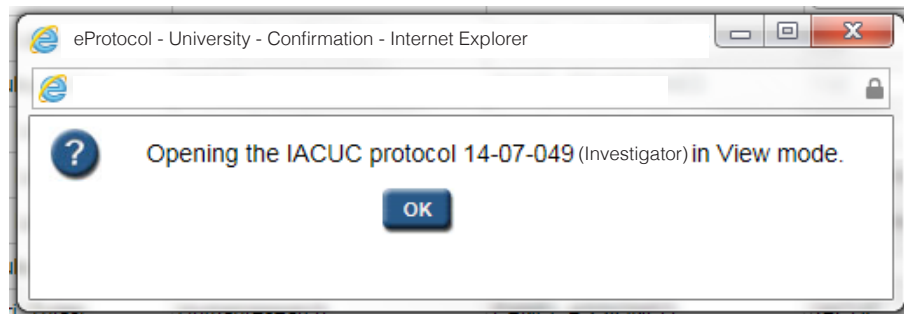 eProtocol - University - Confirmation - Internet Explorer
Opening the IACUC protocol 14-07-049 (Investigator) in View mode.
OK